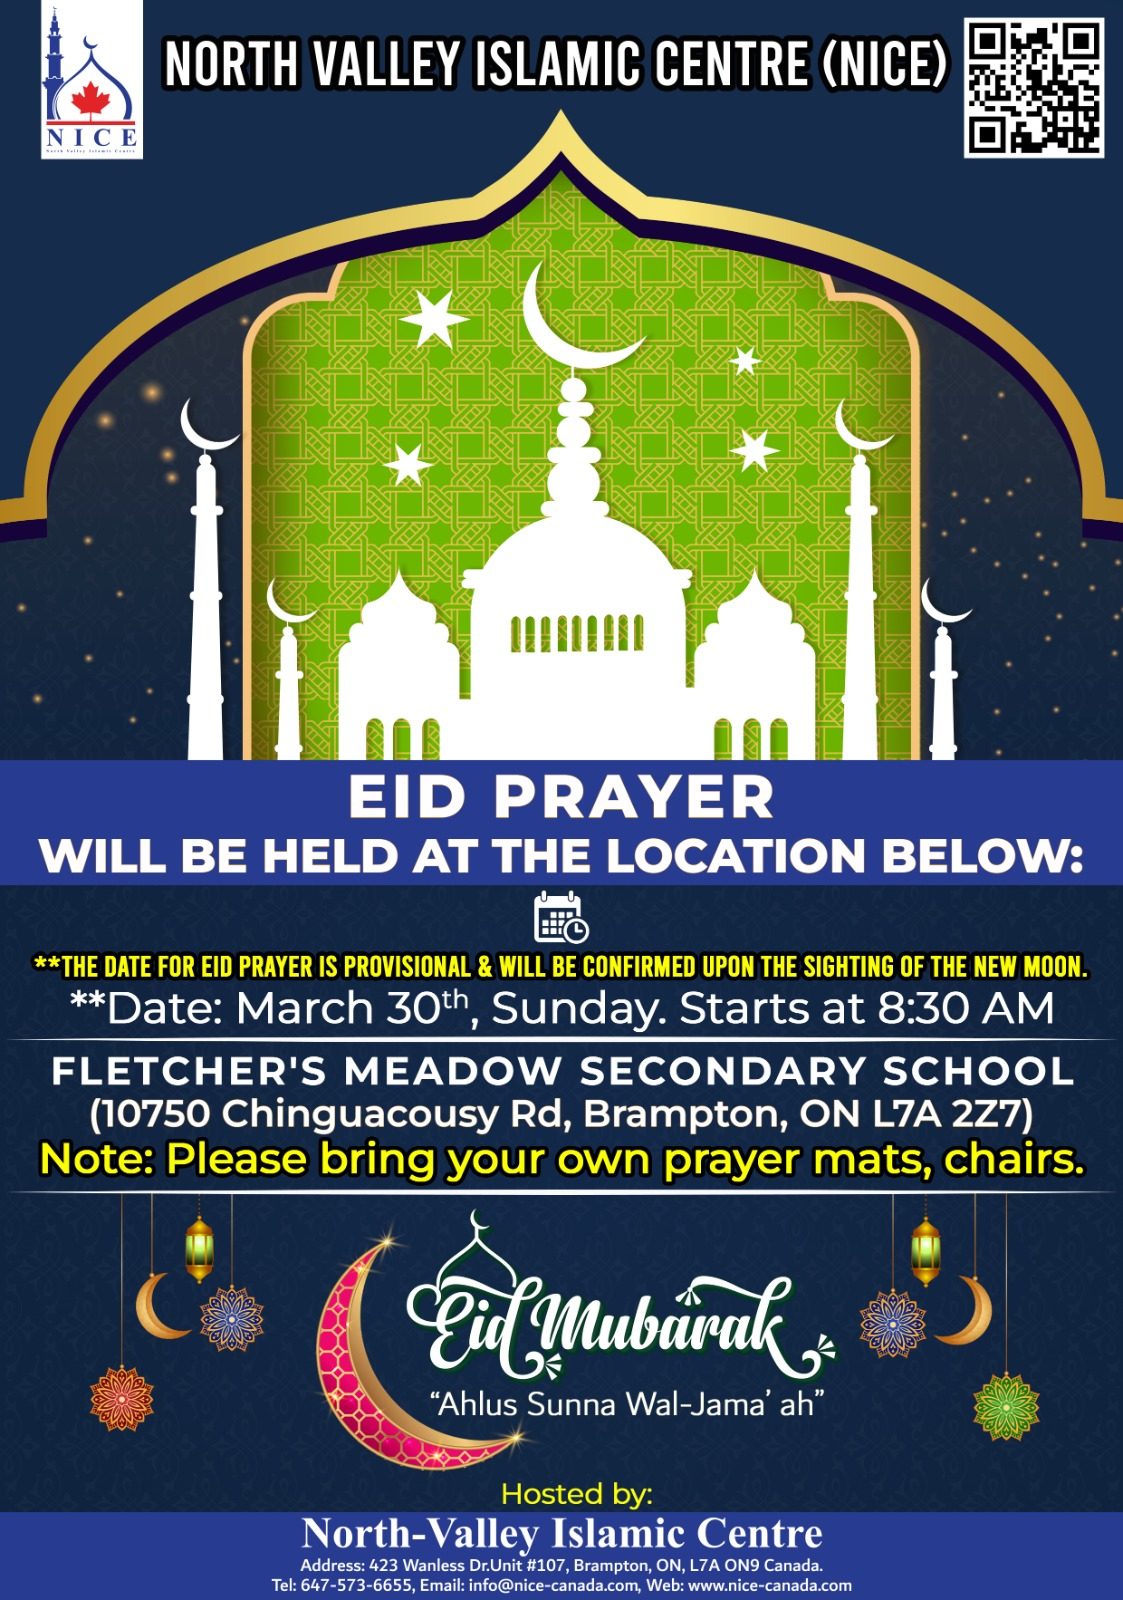 NICE
North Valley Islamic Centre
NORTH VALLEY ISLAMIC CENTRE (NICE)
EID PRAYER
WILL BE HELD AT THE LOCATION BELOW:
**THE DATE FOR EID PRAYER IS PROVISIONAL & WILL BE CONFIRMED UPON THE SIGHTING OF THE NEW MOON.
**Date: March 30th, Sunday. Starts at 8:30 AM
FLETCHER'S MEADOW SECONDARY SCHOOL
(10750 Chinguacousy Rd, Brampton, ON L7A 2Z7)
Note: Please bring your own prayer mats, chairs.
Eid Mubarak
“Ahlus Sunna Wal-Jama’ ah”
Hosted by:
North-Valley Islamic Centre
Address: 423 Wanless Dr.Unit #107, Brampton, ON, L7A ON9 Canada.
Tel: 647-573-6655, Email: info@nice-canada.com, Web: www.nice-canada.com